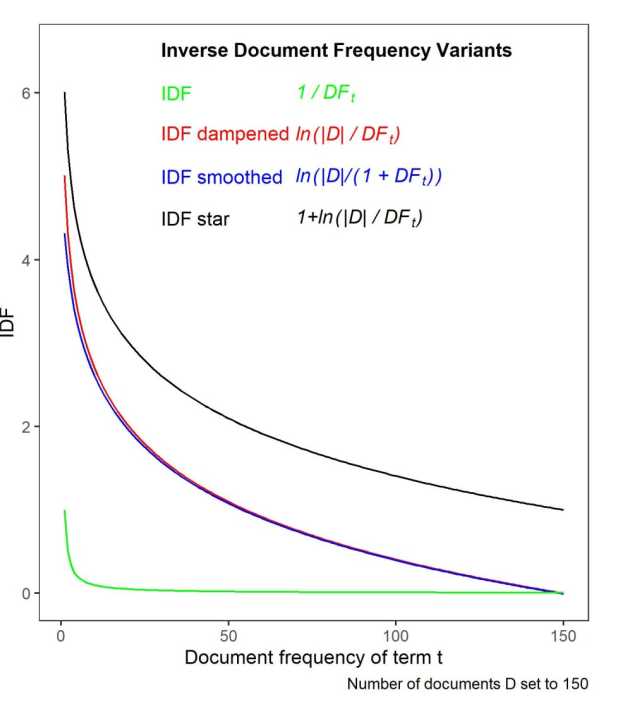 Inverse Document Frequency Variants
IDF 1 / DFₜ
IDF dampened ln(|D| / DFₜ)
IDF smoothed ln(|D|/(1 + DFₜ))
IDF star 1+ln(|D| / DFₜ)
6
4
2
0
IDF
0 50 100 150
Document frequency of term t
Number of documents D set to 150